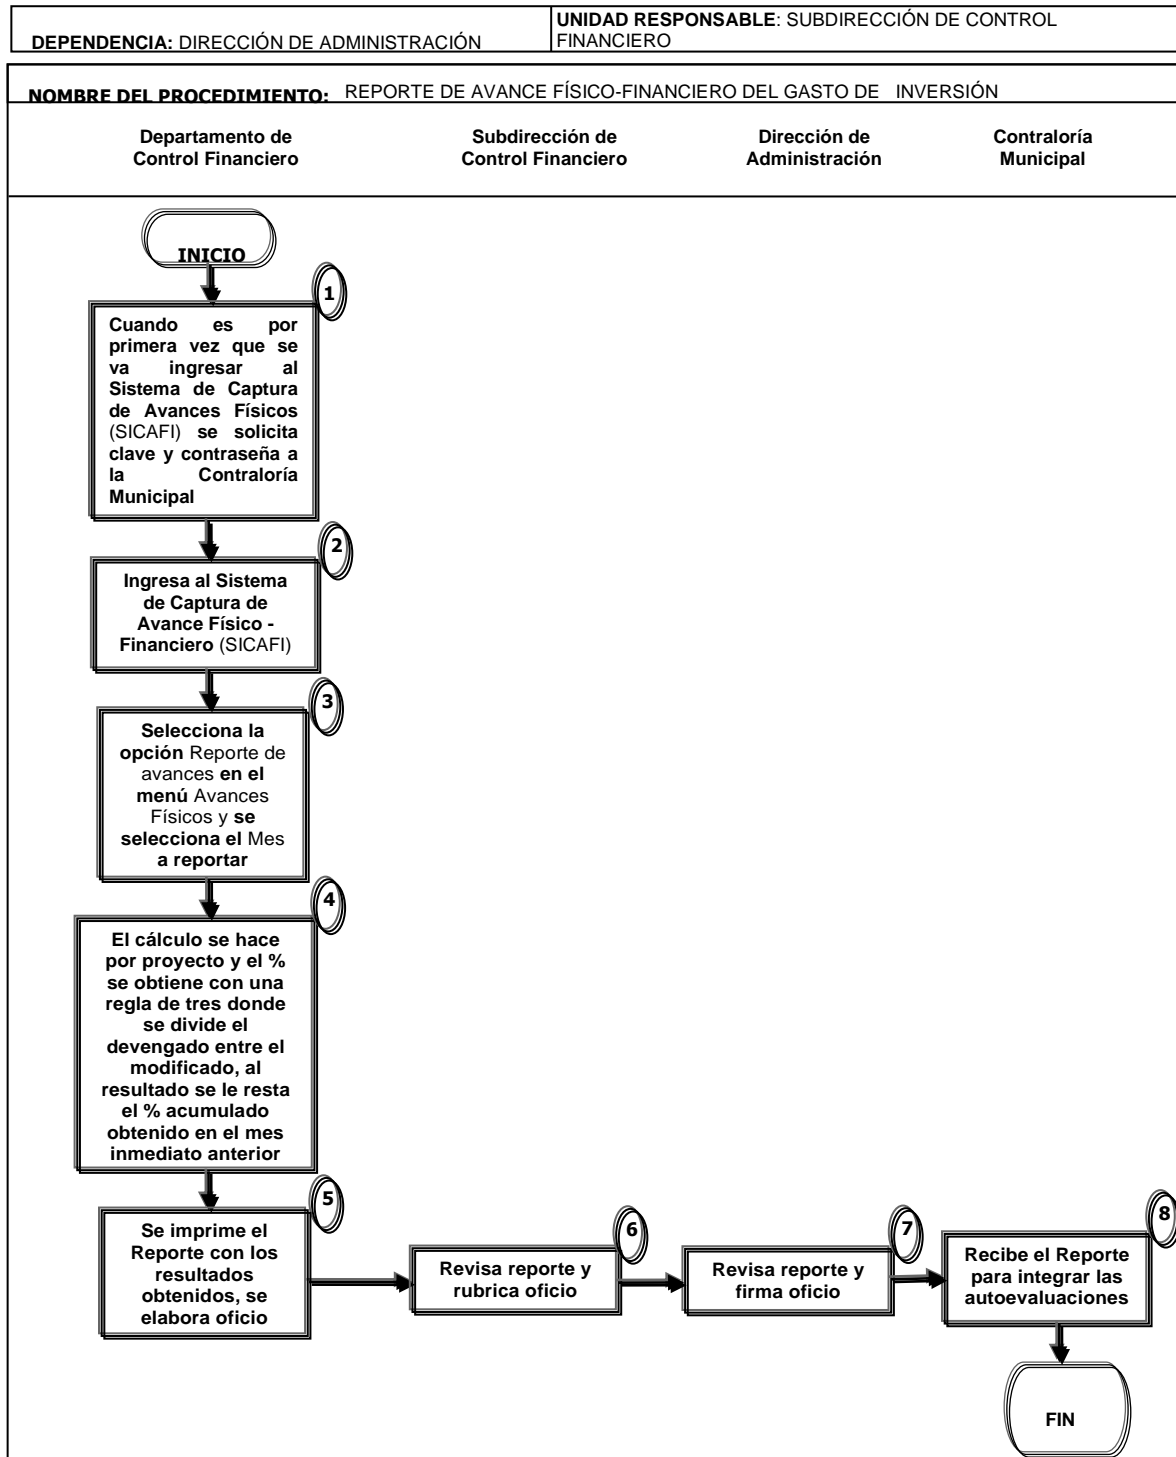 DEPENDENCIA: DIRECCIÓN DE ADMINISTRACIÓN
UNIDAD RESPONSABLE: SUBDIRECCIÓN DE CONTROL
FINANCIERO
NOMBRE DEL PROCEDIMIENTO: REPORTE DE AVANCE FÍSICO-FINANCIERO DEL GASTO DE INVERSIÓN
Departamento de
Control Financiero
Subdirección de
Control Financiero
Dirección de
Administración
Contraloría
Municipal
INICIO
1
Cuando es por
primera vez que se
va ingresar al
Sistema de Captura
de Avances Físicos
(SICAFI) se solicita
clave y contraseña a
la Contraloría
Municipal
2
Ingresa al Sistema
de Captura de
Avance Físico -
Financiero (SICAFI)
3
Selecciona la
opción Reporte de
avances en el
menú Avances
Físicos y se
selecciona el Mes
a reportar
4
El cálculo se hace
por proyecto y el %
se obtiene con una
regla de tres donde
se divide el
devengado entre el
modificado, al
resultado se le resta
el % acumulado
obtenido en el mes
inmediato anterior
5
Se imprime el
Reporte con los
resultados
obtenidos, se
elabora oficio
6
Revisa reporte y
rubrica oficio
7
Revisa reporte y
firma oficio
8
Recibe el Reporte
para integrar las
autoevaluaciones
FIN